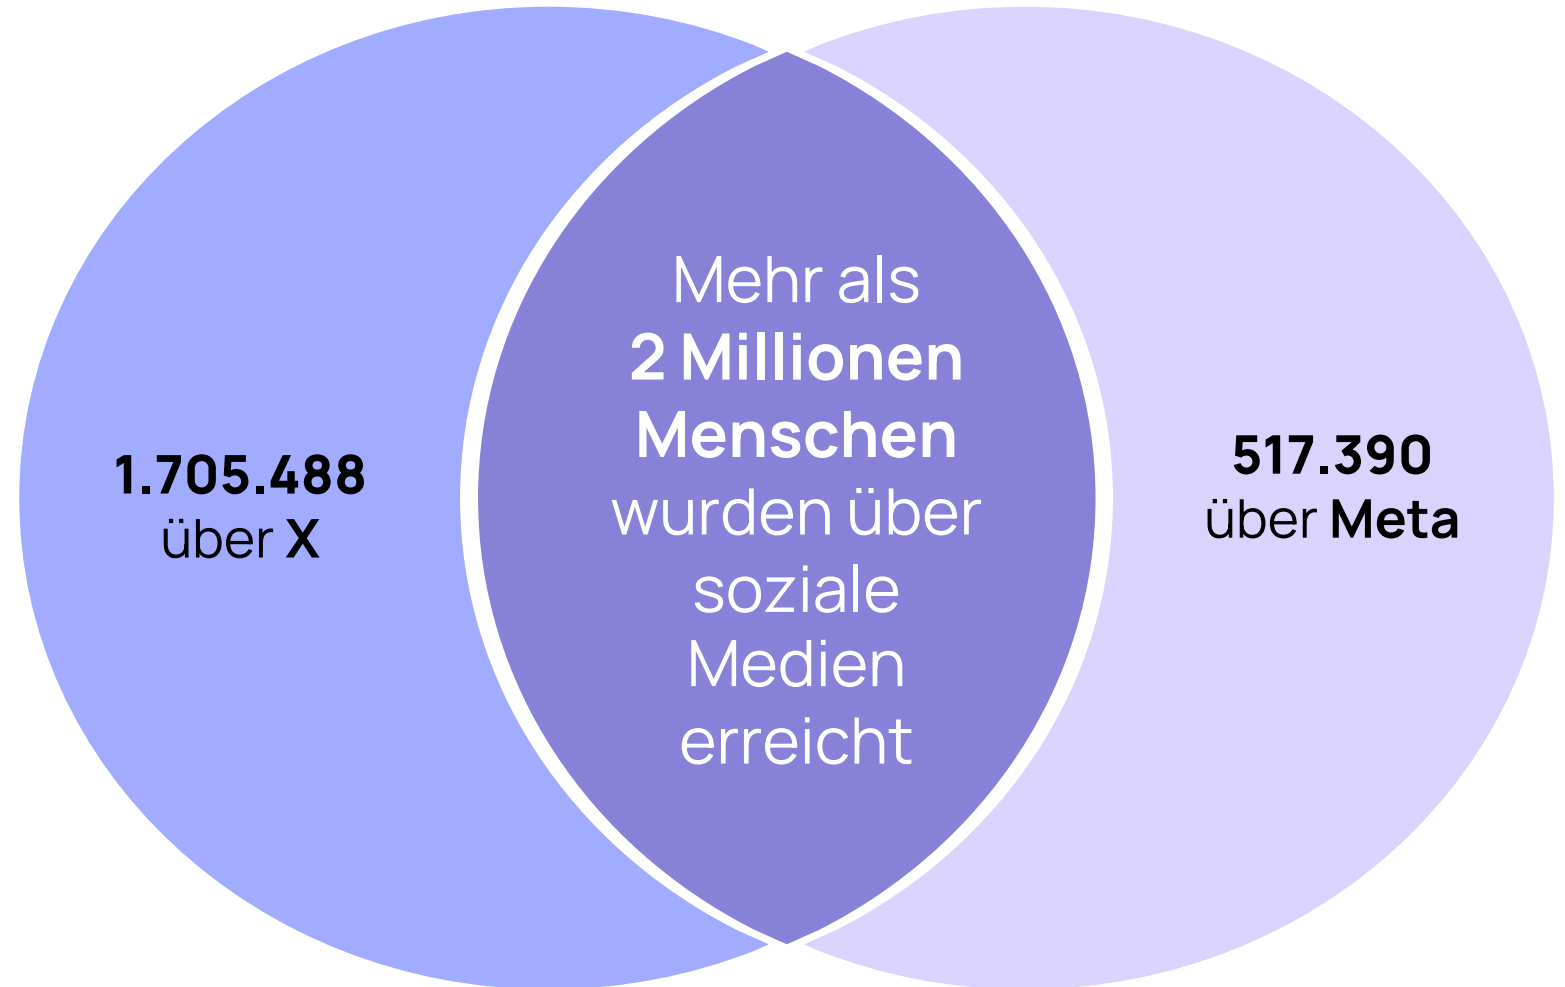 1.705.488
über X
Mehr als
2 Millionen
Menschen
wurden über
soziale
Medien
erreicht
517.390
über Meta